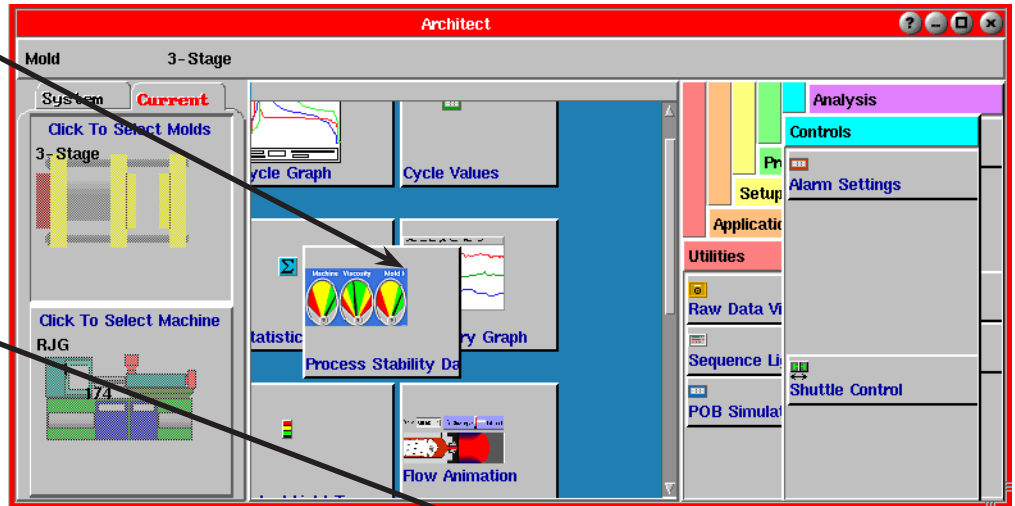 Architect
Mold 3-Stage
System Current
Click To Select Molds
3-Stage
Click To Select Machine
RJG
174
ycle Graph
Cycle Values
Machine Viscosity Mold
tatistic
ry Graph
Process Stability Da
Flow Animation
Analysis
Controls
Pr
Alarm Settings
Setup
Applicatio
Utilities
Raw Data Vi
Sequence Li
Shuttle Control
POB Simulat